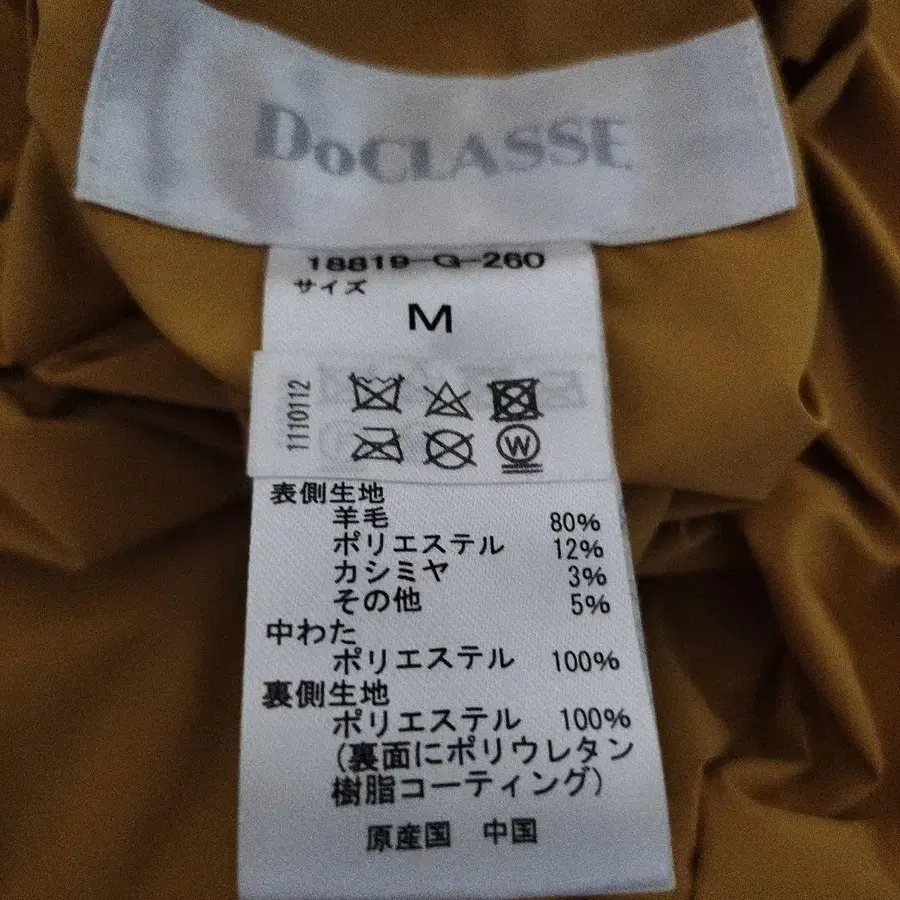 DoCLASSE
18819-G-260
サイズ
M
1110112
W
表側生地
羊毛 80%
ポリエステル 12%
カシミヤ 3%
その他 5%
中わた
ポリエステル 100%
裏側生地
ポリエステル 100%
(裏面にポリウレタン
樹脂コーティング)
原産国 中国